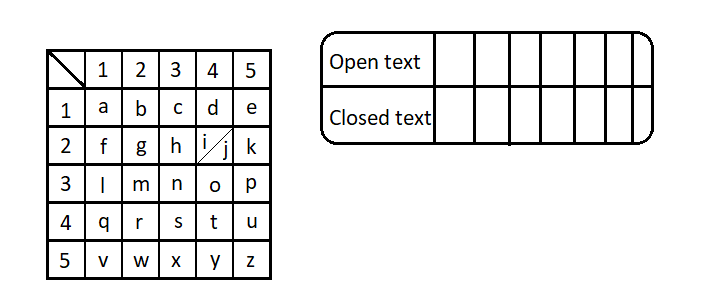 1 2 3 4 5
1 a b c d e
2 f g h i j k
3 l m n o p
4 q r s t u
5 v w x y z
Open text
Closed text